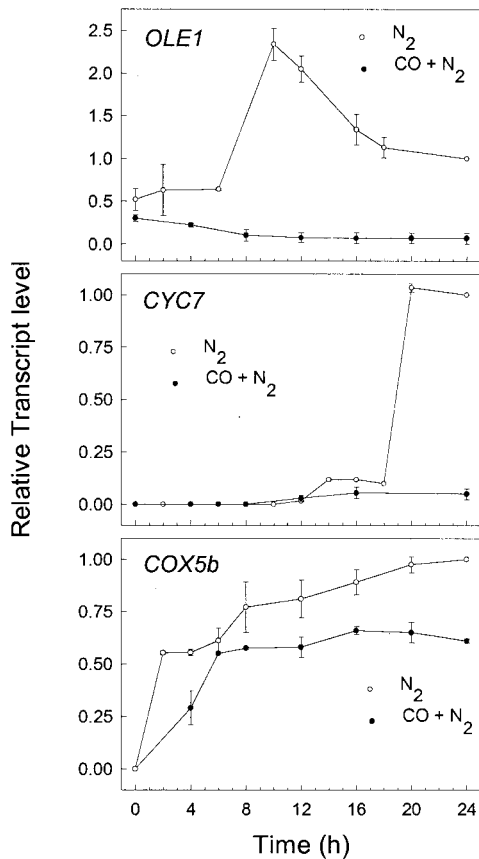 OLE1
N₂
CO + N₂
2.5
2.0
1.5
1.0
0.5
0.0
CYC7
N₂
CO + N₂
1.00
0.75
0.50
0.25
0.00
COX5b
N₂
CO + N₂
1.00
0.75
0.50
0.25
0.00
0 4 8 12 16 20 24
Time (h)
Relative Transcript level